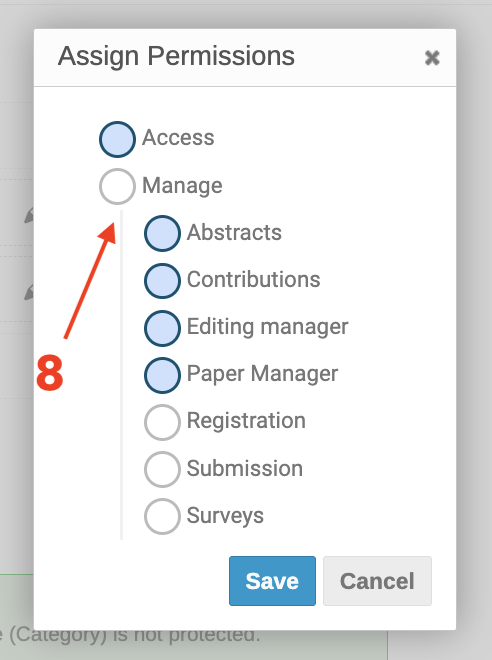 Assign Permissions ✖
Access
Manage
Abstracts
Contributions
Editing manager
8
Paper Manager
Registration
Submission
Surveys
Save Cancel
(Category) is not protected.